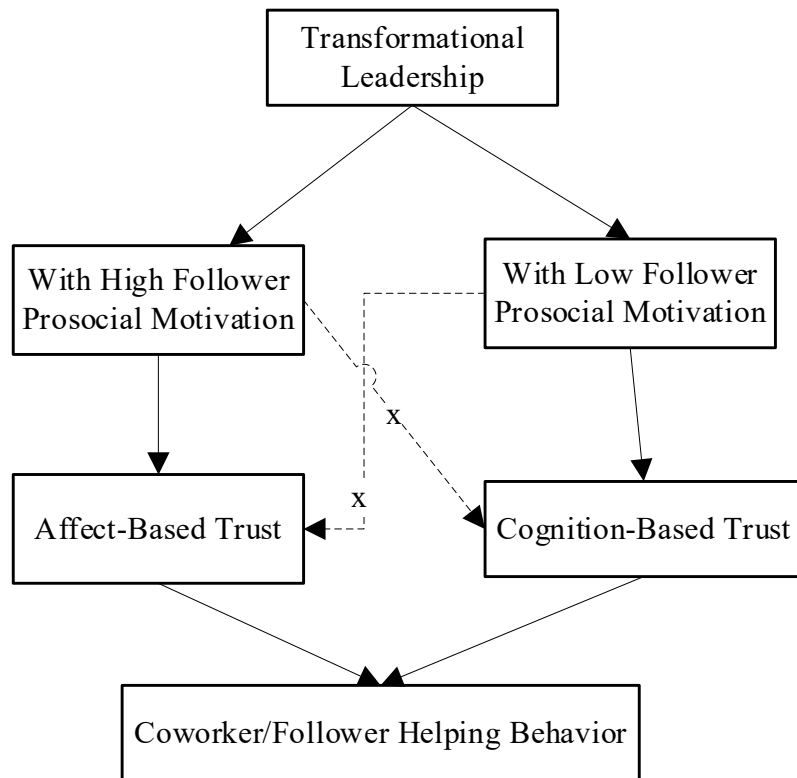 Transformational
Leadership
With High Follower
Prosocial Motivation
With Low Follower
Prosocial Motivation
x
x
Affect-Based Trust
Cognition-Based Trust
Coworker/Follower Helping Behavior